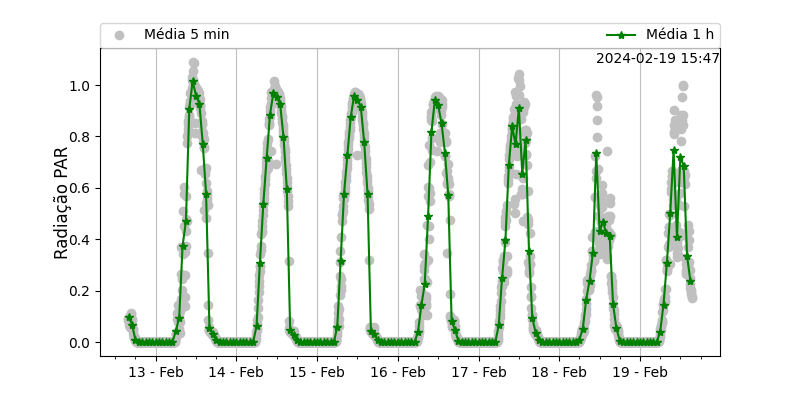 Média 5 min
Média 1 h
2024-02-19 15:47
Radiação PAR
1.0
0.8
0.6
0.4
0.2
0.0
13 - Feb
14 - Feb
15 - Feb
16 - Feb
17 - Feb
18 - Feb
19 - Feb